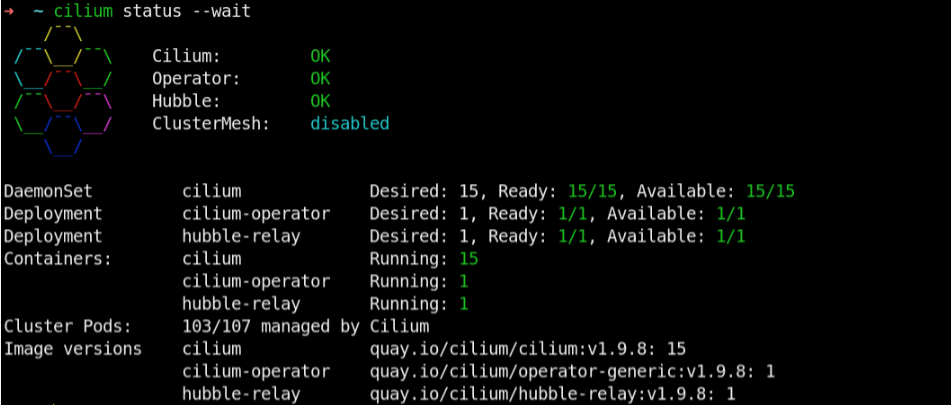 ➜  ~ cilium status --wait
Cilium:         OK
Operator:       OK
Hubble:         OK
ClusterMesh:    disabled
DaemonSet         cilium             Desired: 15, Ready: 15/15, Available: 15/15
Deployment        cilium-operator    Desired: 1, Ready: 1/1, Available: 1/1
Deployment        hubble-relay       Desired: 1, Ready: 1/1, Available: 1/1
Containers:       cilium             Running: 15
                  cilium-operator    Running: 1
                  hubble-relay       Running: 1
Cluster Pods:     103/107 managed by Cilium
Image versions    cilium             quay.io/cilium/cilium:v1.9.8: 15
                  cilium-operator    quay.io/cilium/operator-generic:v1.9.8: 1
                  hubble-relay       quay.io/cilium/hubble-relay:v1.9.8: 1